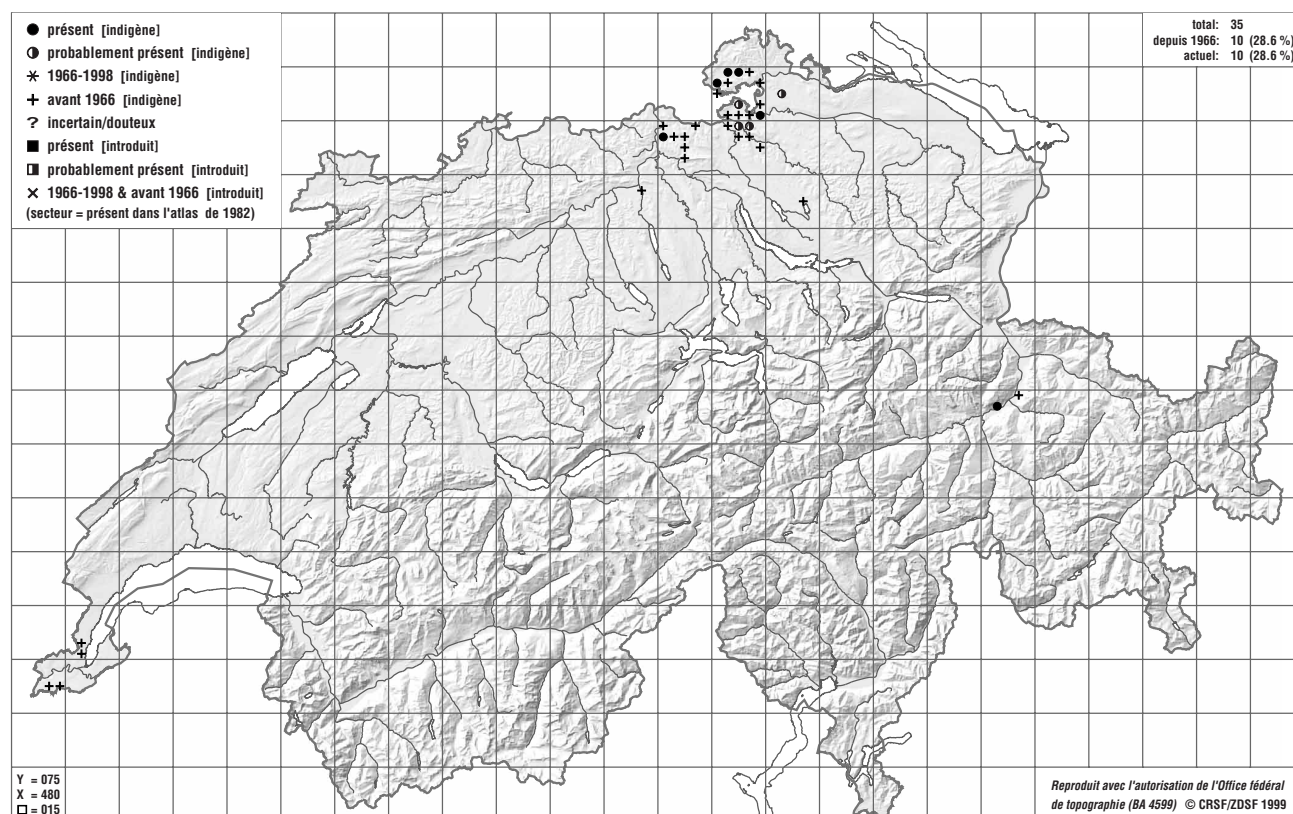 présent [indigène]
probablement présent [indigène]
1966-1998 [indigène]
avant 1966 [indigène]
? incertain/douteux
présent [introduit]
probablement présent [introduit]
1966-1998 & avant 1966 [introduit]
(secteur = présent dans l'atlas de 1982)
total: 35
depuis 1966: 10 (28.6 %)
actuel: 10 (28.6 %)
Y = 075
X = 480
= 015
Reproduit avec l'autorisation de l'Office fédéral
de topographie (BA 4599) © CRSF/ZDSF 1999